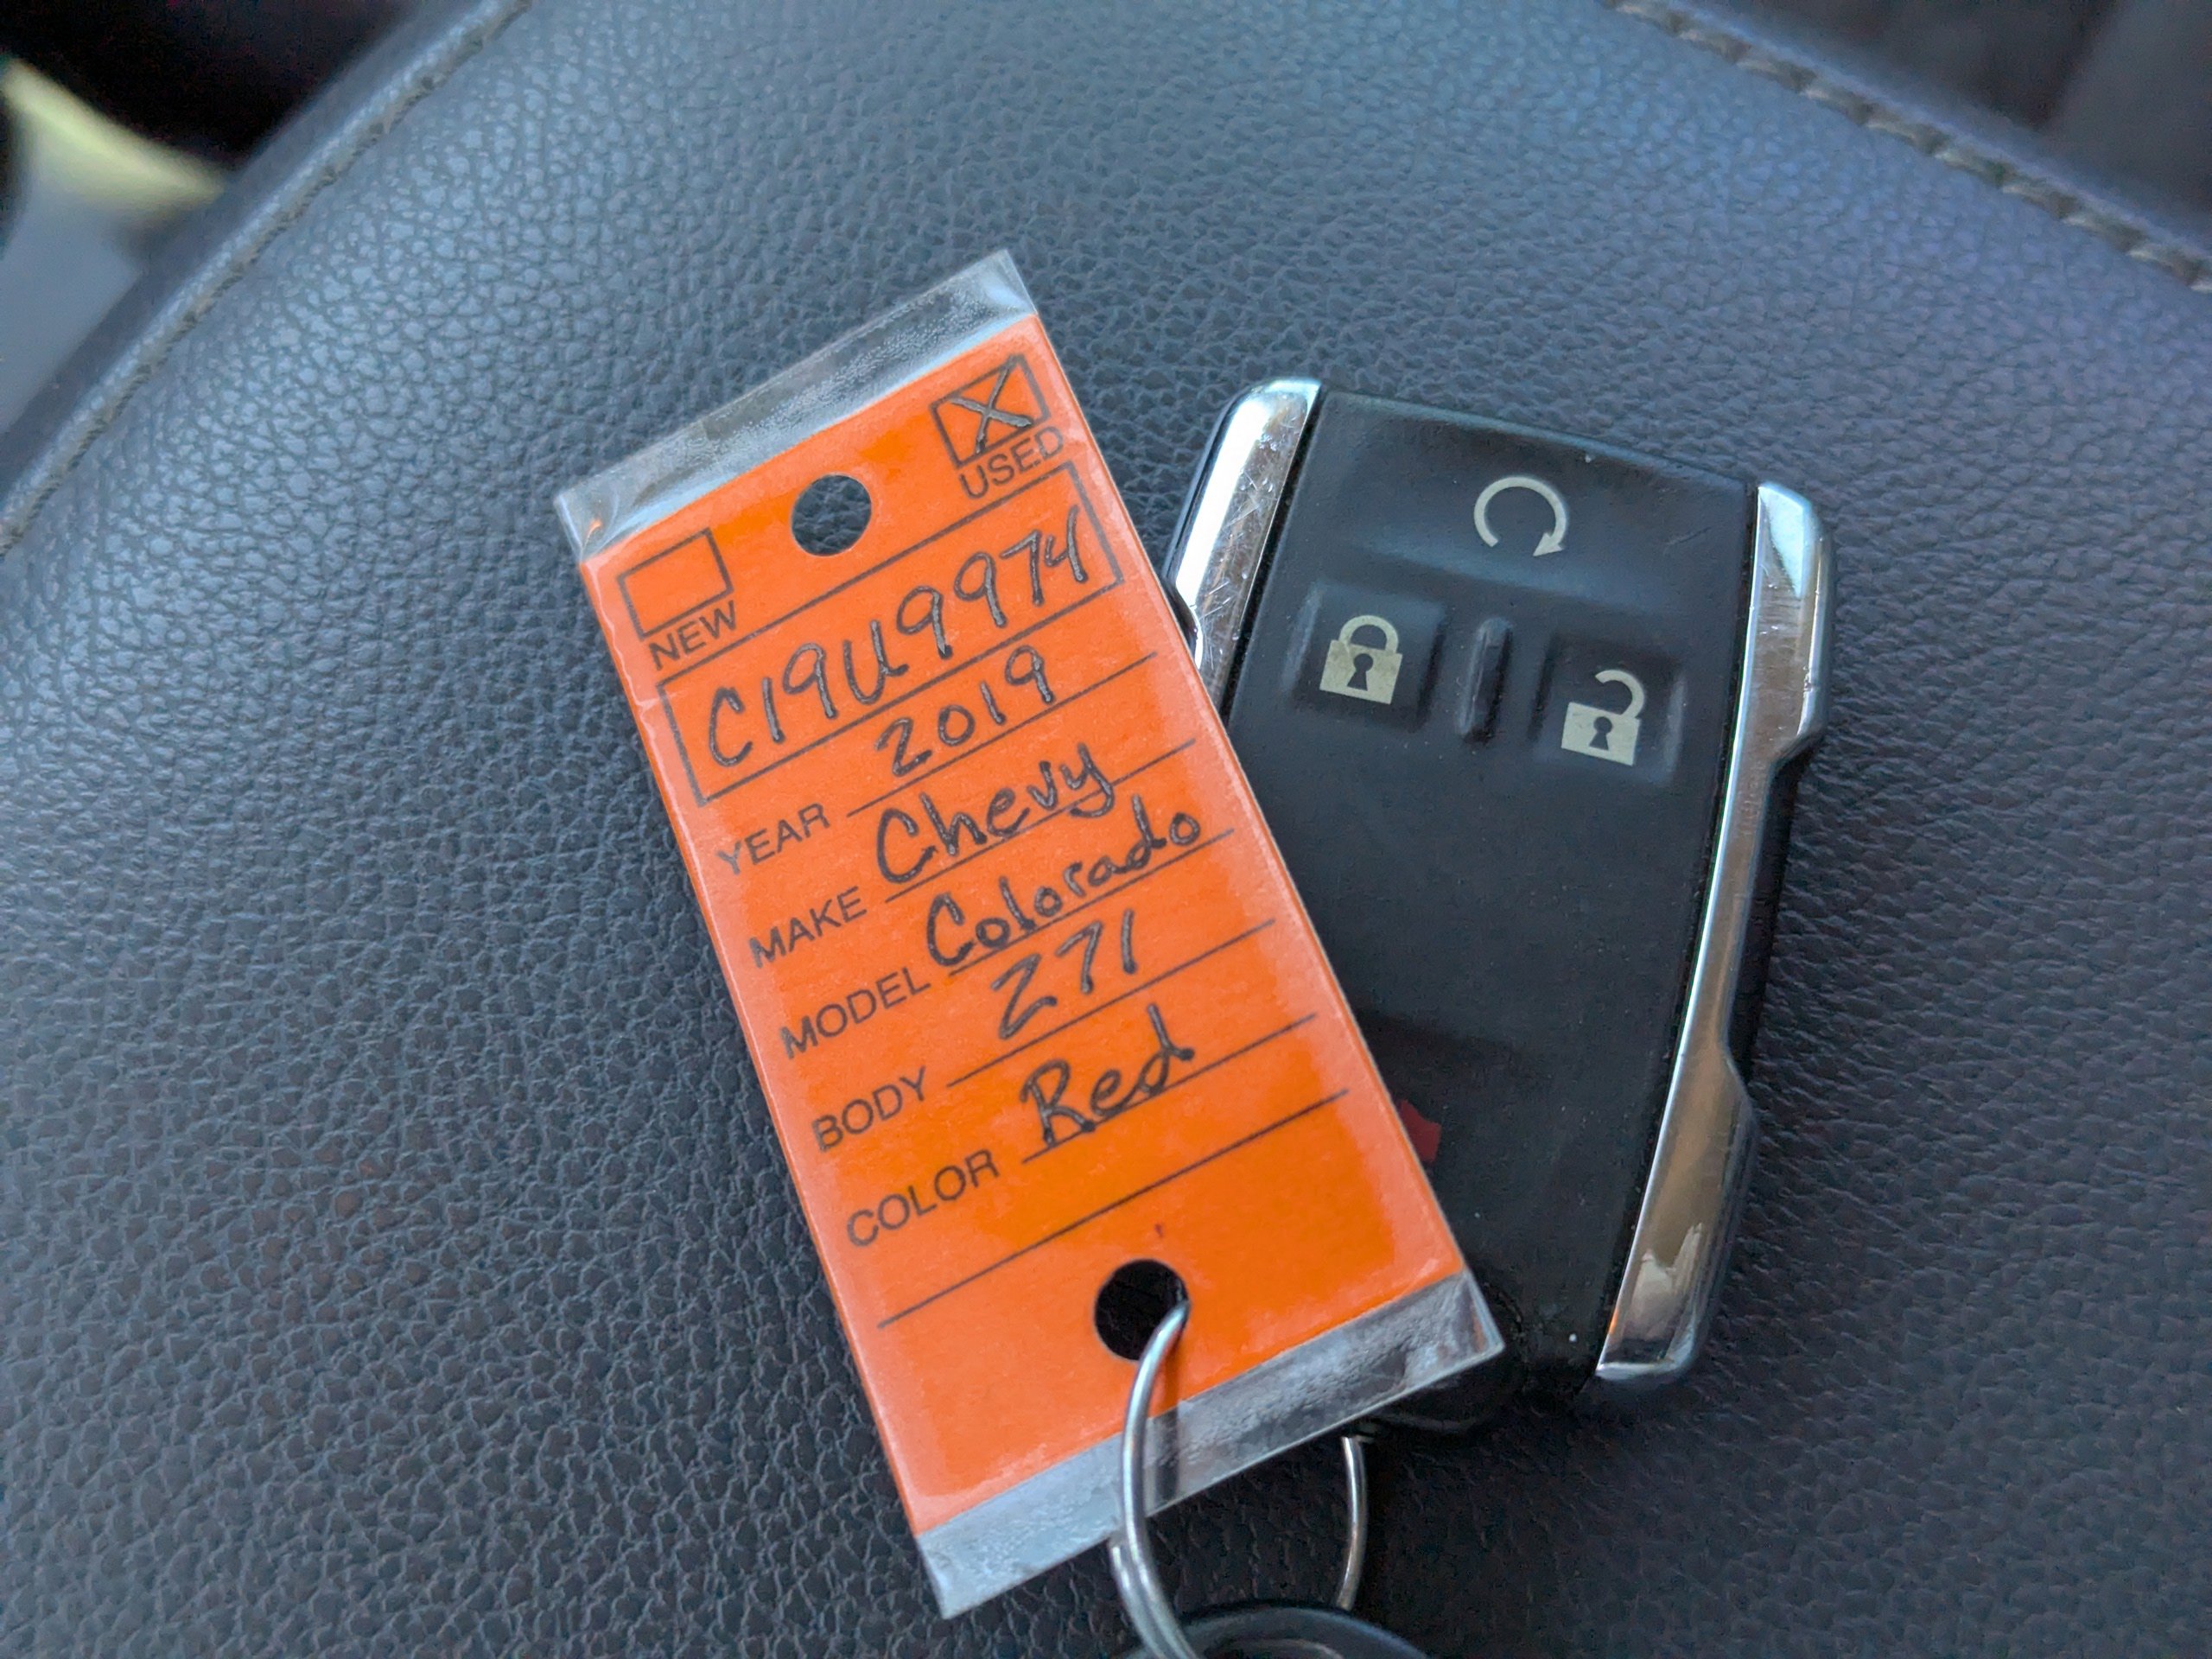 X
USED
NEW
C19U9974
YEAR 2019
MAKE Chevy
MODEL Colorado
BODY Z71
COLOR Red